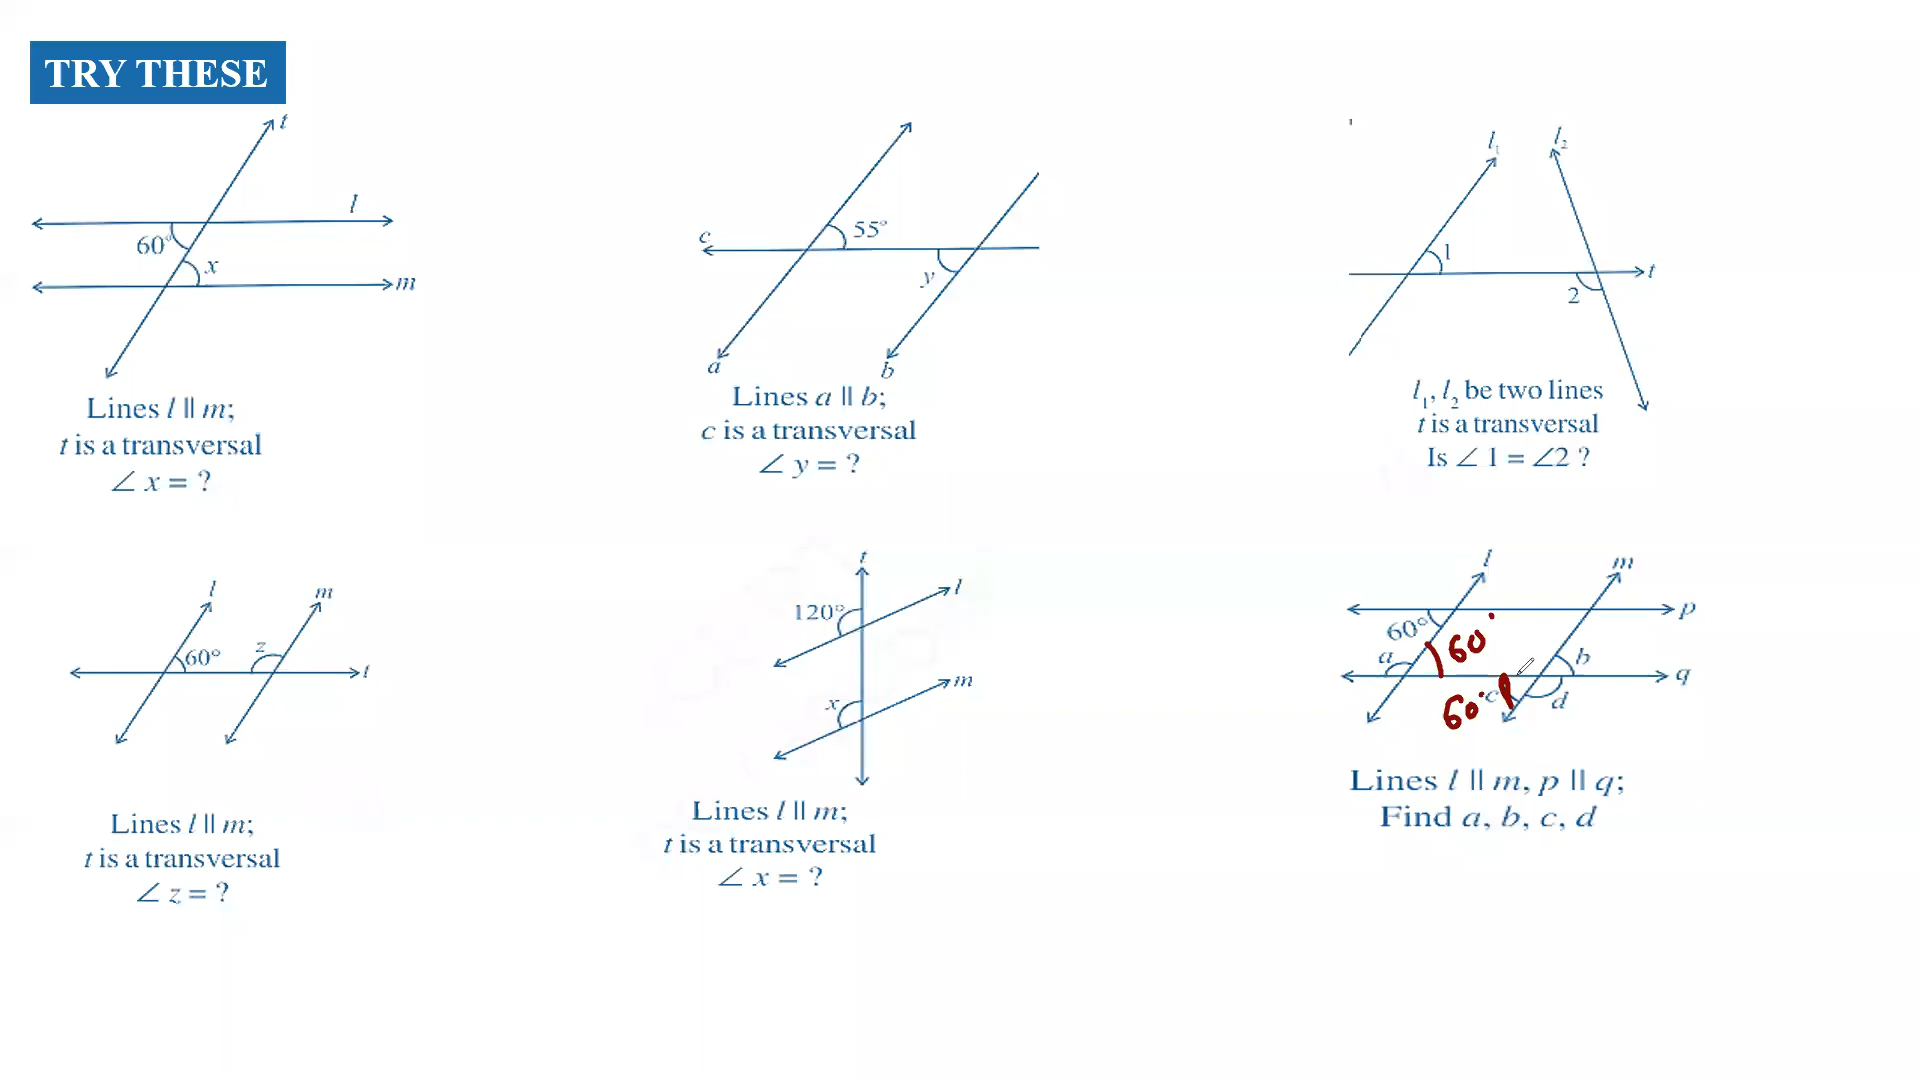 TRY THESE
t
l
60°
x
m
Lines l || m;
t is a transversal
∠ x = ?
c
55°
y
a
b
Lines a || b;
c is a transversal
∠ y = ?
l₁
l₂
1
t
2
l₁, l₂ be two lines
t is a transversal
Is ∠ 1 = ∠2 ?
l
m
60°
z
t
Lines l || m;
t is a transversal
∠ z = ?
t
l
120°
m
x
Lines l || m;
t is a transversal
∠ x = ?
l
m
p
60°
60°
a
b
q
c
60°
d
Lines l || m, p || q;
Find a, b, c, d